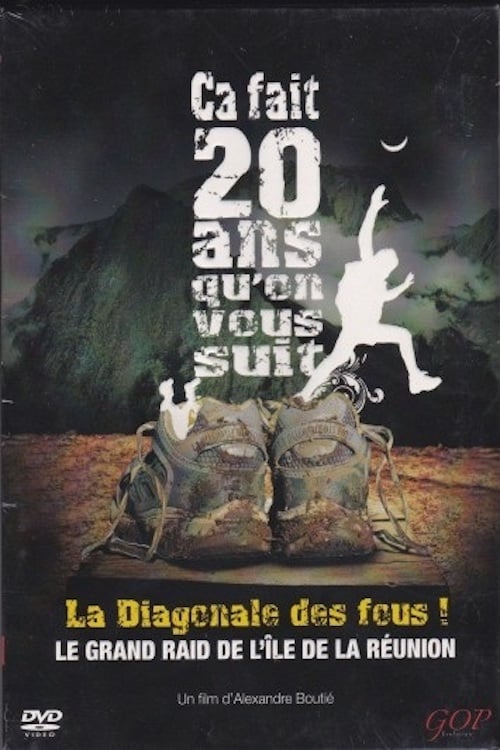 Ça fait
20
ans
qu'on
vous
suit
La Diagonale des fous !
LE GRAND RAID DE L'ÎLE DE LA RÉUNION
Un film d'Alexandre Boutié
DVD
VIDEO
GOP